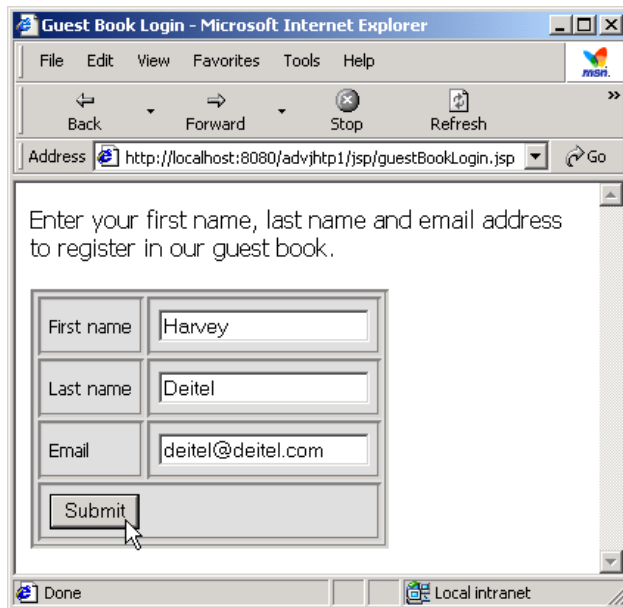 Guest Book Login - Microsoft Internet Explorer
File Edit View Favorites Tools Help
msn.
Back Forward Stop Refresh »
Address http://localhost:8080/advjhtp1/jsp/guestBookLogin.jsp Go
Enter your first name, last name and email address
to register in our guest book.
First name Harvey
Last name Deitel
Email deitel@deitel.com
Submit
Done Local intranet